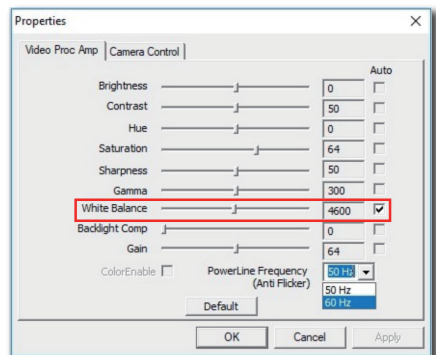 Properties
Video Proc Amp Camera Control
Auto
Brightness 0
Contrast 50
Hue 0
Saturation 64
Sharpness 50
Gamma 300
White Balance 4600
Backlight Comp 0
Gain 64
ColorEnable PowerLine Frequency 50 Hz
(Anti Flicker)
50 Hz
60 Hz
Default
OK Cancel Apply